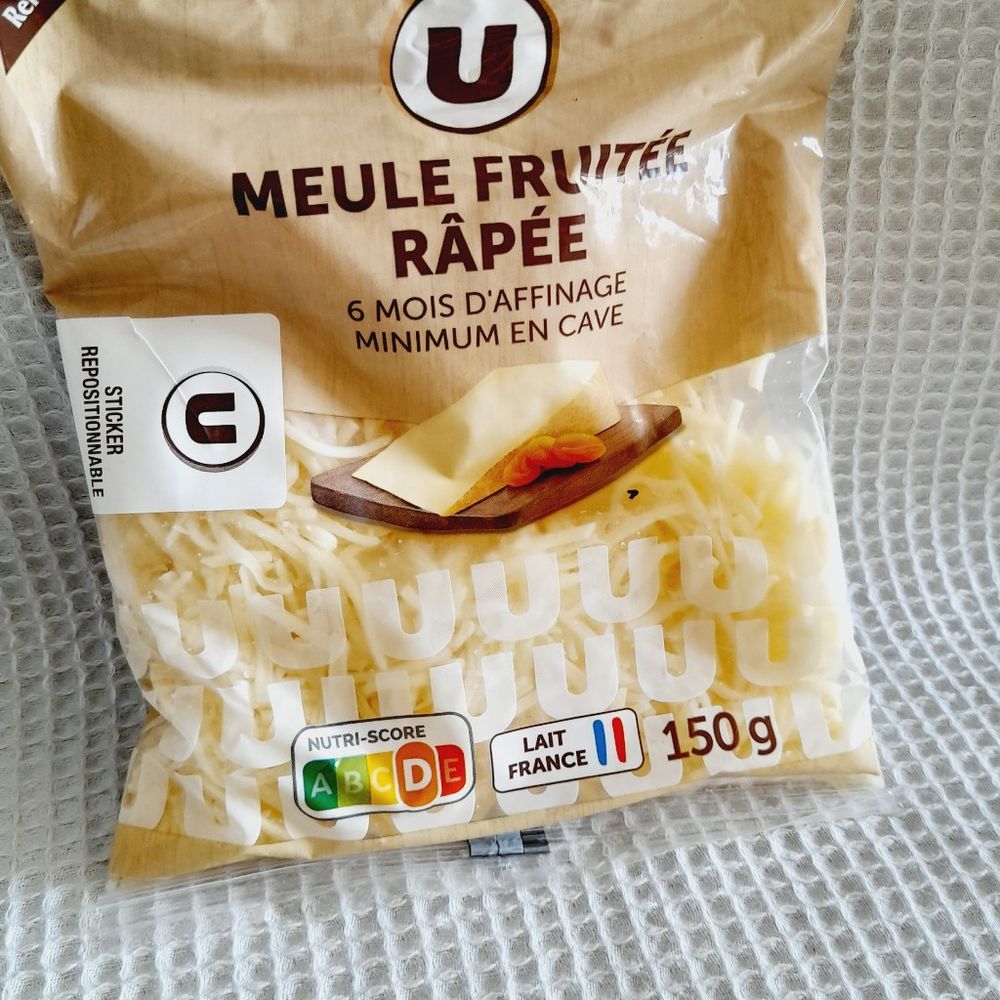 U
MEULE FRUITÉE
RÂPÉE
6 MOIS D'AFFINAGE
MINIMUM EN CAVE
STICKER
REPOSITIONNABLE
U
U U U U U U U
U U U U U U U U
U U U U U U U U
NUTRI-SCORE
A B C D E
LAIT
FRANCE
150 g